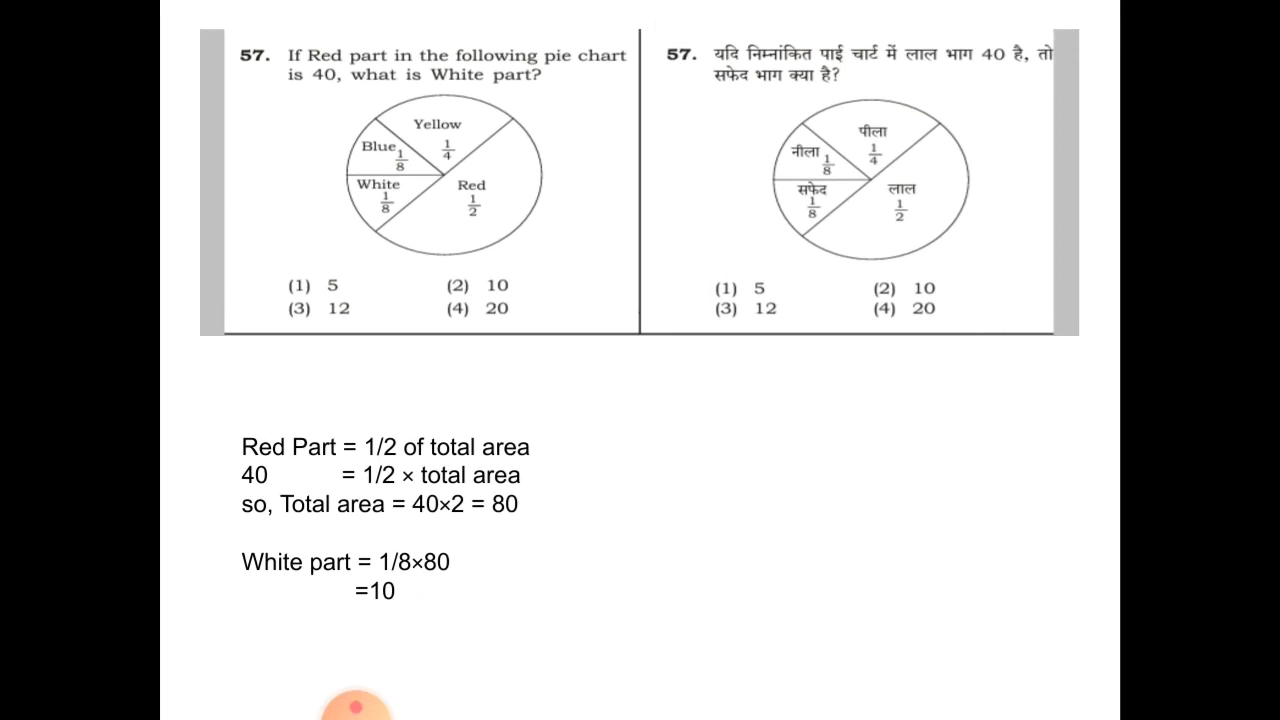 57. If Red part in the following pie chart
is 40, what is White part?
Yellow
1/4
Blue
1/8
White
1/8
Red
1/2
(1) 5 (2) 10
(3) 12 (4) 20
57. यदि निम्नांकित पाई चार्ट में लाल भाग 40 है, तो
सफेद भाग क्या है?
पीला
1/4
नीला
1/8
सफेद
1/8
लाल
1/2
(1) 5 (2) 10
(3) 12 (4) 20
Red Part = 1/2 of total area
40 = 1/2 × total area
so, Total area = 40×2 = 80
White part = 1/8×80
=10